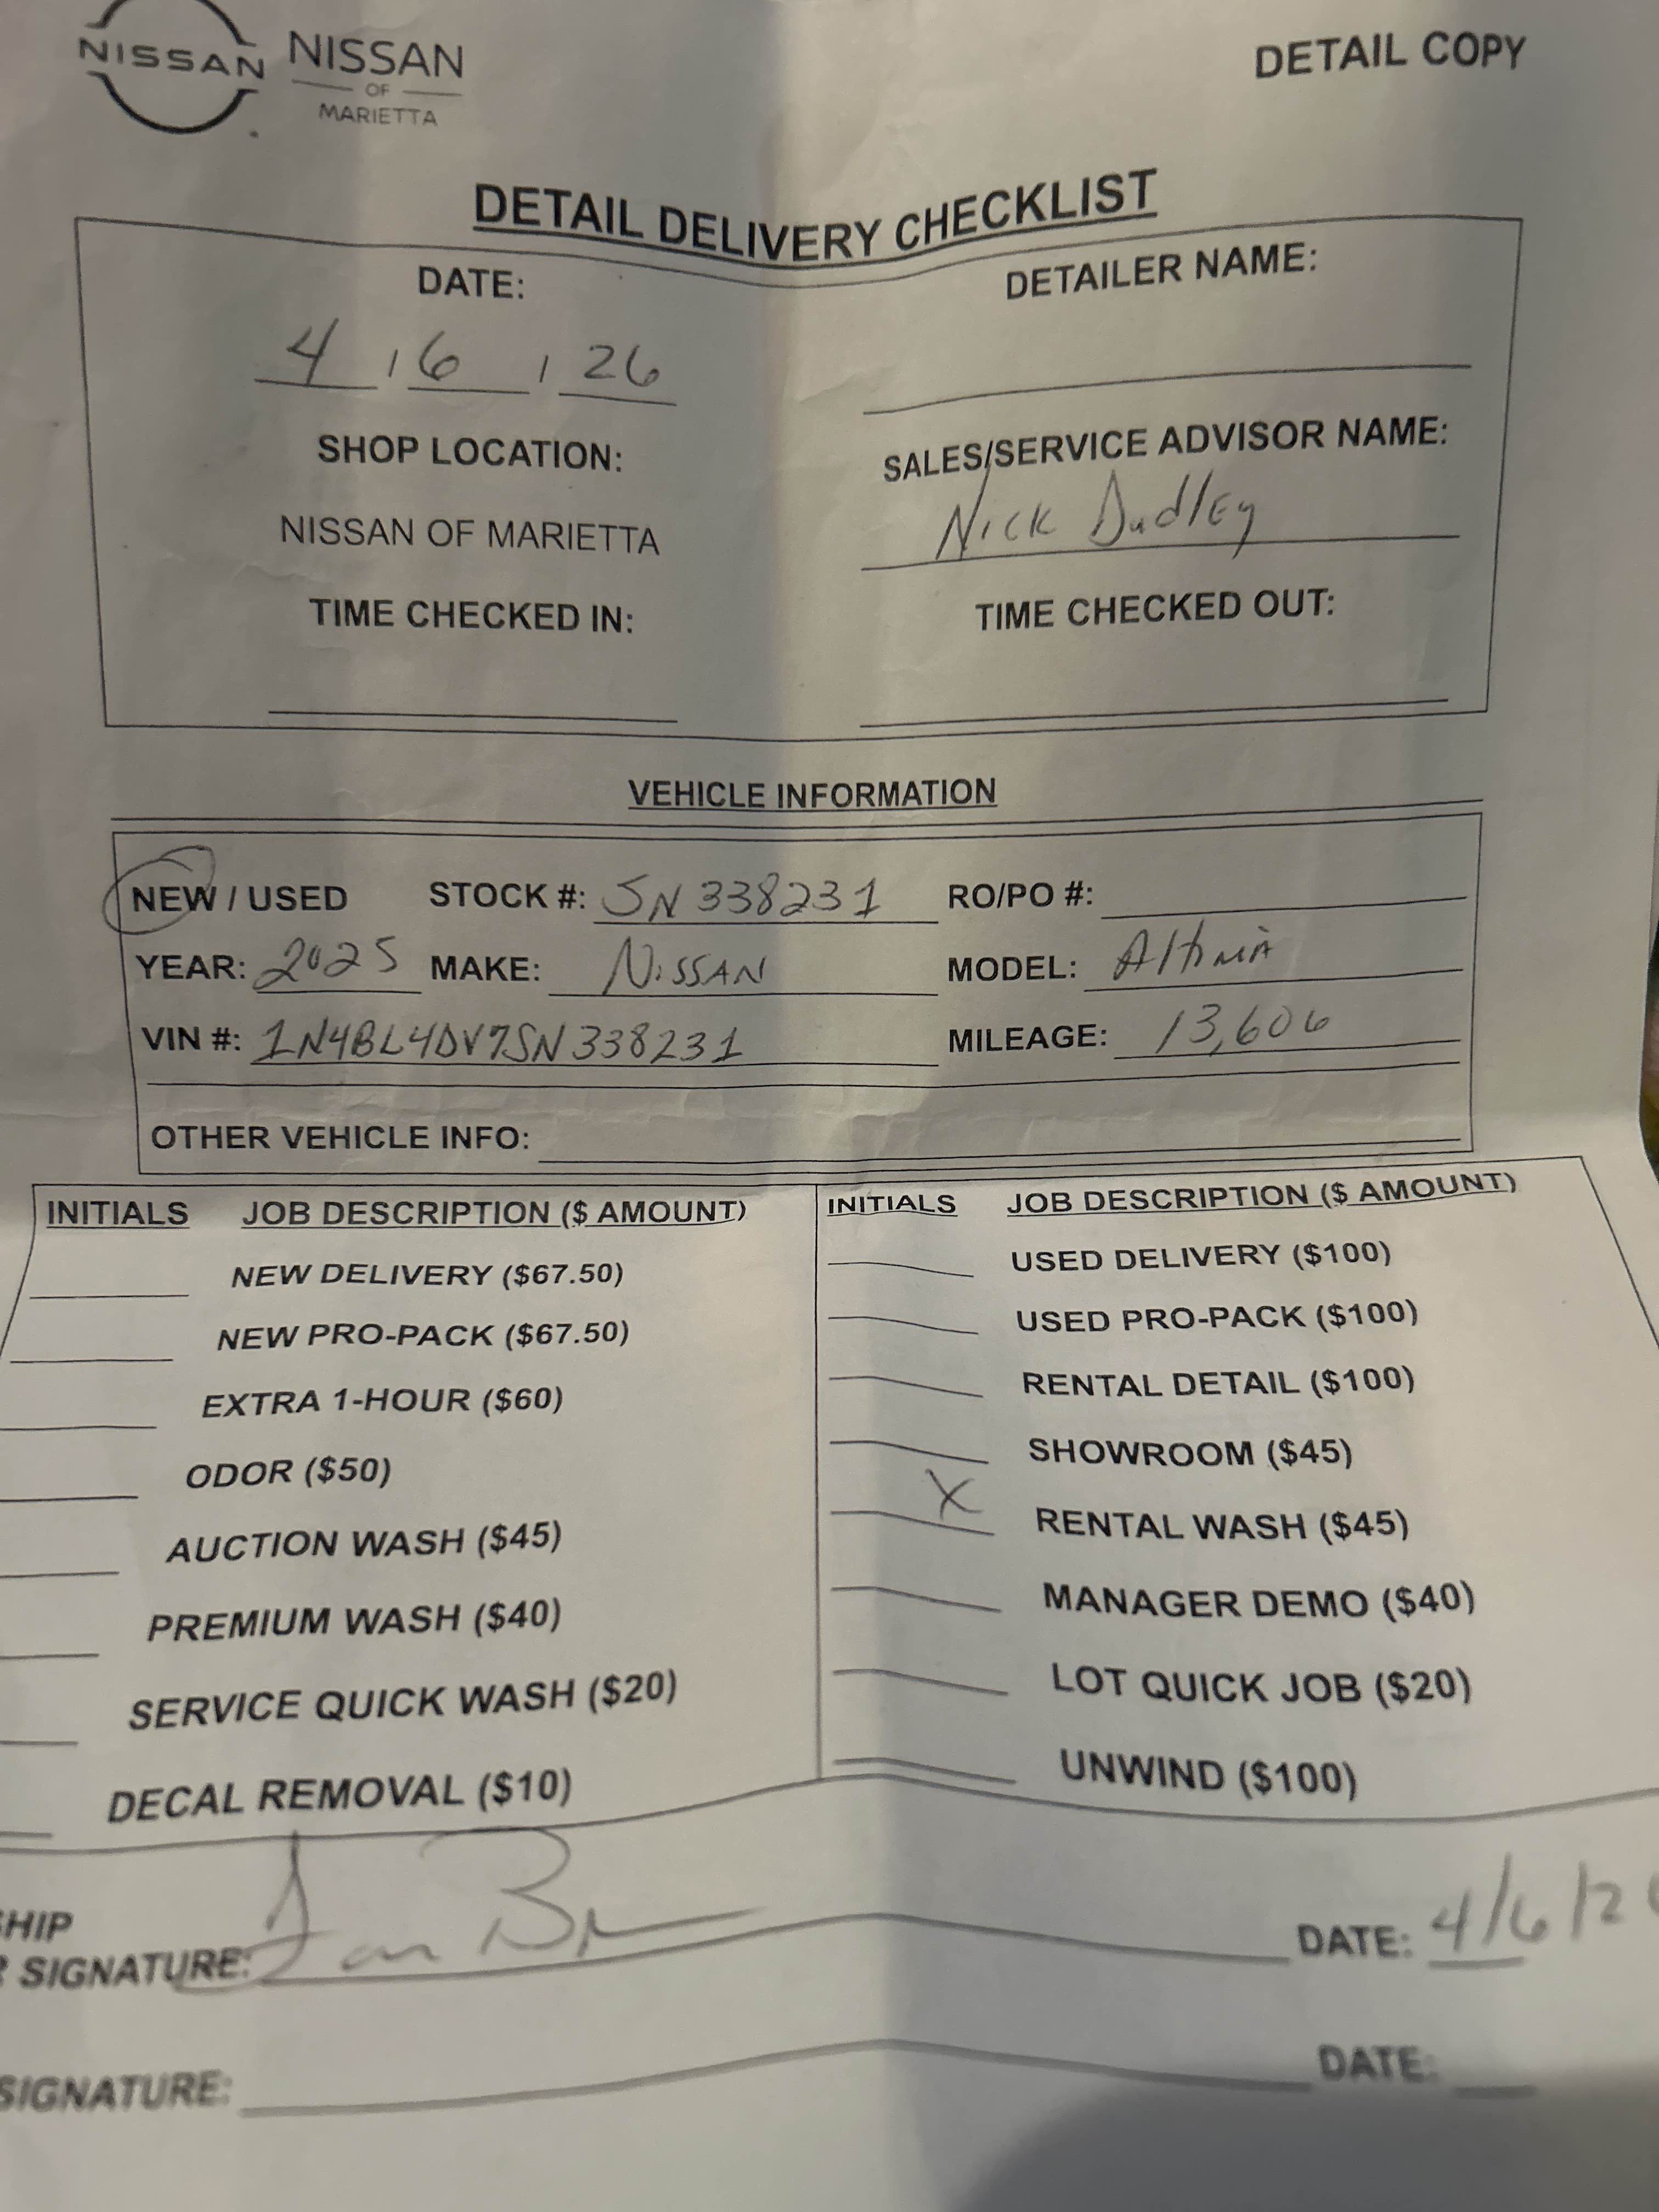 NISSAN NISSAN
OF
MARIETTA
DETAIL COPY
DETAIL DELIVERY CHECKLIST
DATE: DETAILER NAME:
4 / 6 / 26
SHOP LOCATION: SALES/SERVICE ADVISOR NAME:
NISSAN OF MARIETTA Nick Dudley
TIME CHECKED IN: TIME CHECKED OUT:
VEHICLE INFORMATION
NEW / USED STOCK #: SN338231 RO/PO #:
YEAR: 2025 MAKE: NISSAN MODEL: Altima
VIN #: 1N4BL4DV7SN338231 MILEAGE: 13,606
OTHER VEHICLE INFO:
INITIALS JOB DESCRIPTION ($ AMOUNT) INITIALS JOB DESCRIPTION ($ AMOUNT)
NEW DELIVERY ($67.50) USED DELIVERY ($100)
NEW PRO-PACK ($67.50) USED PRO-PACK ($100)
EXTRA 1-HOUR ($60) RENTAL DETAIL ($100)
ODOR ($50) SHOWROOM ($45)
AUCTION WASH ($45) X RENTAL WASH ($45)
PREMIUM WASH ($40) MANAGER DEMO ($40)
SERVICE QUICK WASH ($20) LOT QUICK JOB ($20)
DECAL REMOVAL ($10) UNWIND ($100)
SHIP
R SIGNATURE: DATE: 4/6/26
SIGNATURE: DATE: